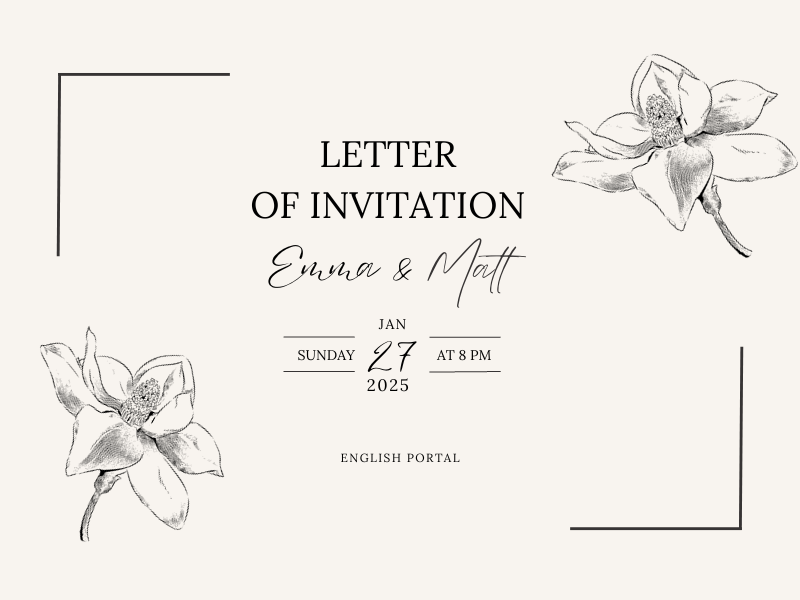 LETTER
OF INVITATION
Emma & Matt
JAN
SUNDAY 27 AT 8 PM
2025
ENGLISH PORTAL